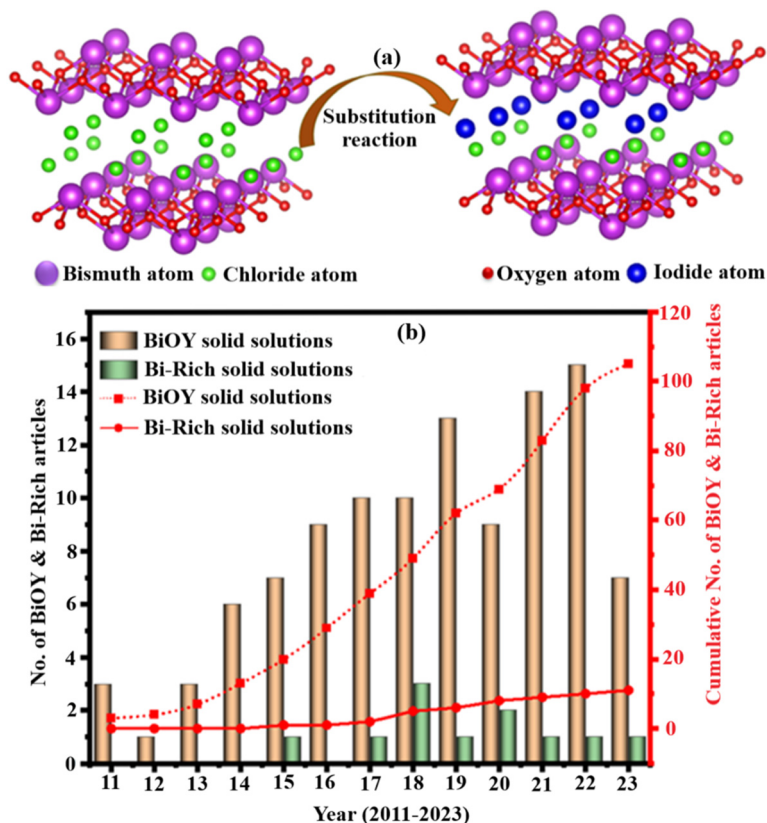 (a)
Substitution
reaction
Bismuth atom
Chloride atom
Oxygen atom
Iodide atom
(b)
BiOY solid solutions
Bi-Rich solid solutions
BiOY solid solutions
Bi-Rich solid solutions
No. of BiOY & Bi-Rich articles
16
14
12
10
8
6
4
2
0
Cumulative No. of BiOY & Bi-Rich articles
120
100
80
60
40
20
0
11 12 13 14 15 16 17 18 19 20 21 22 23
Year (2011-2023)